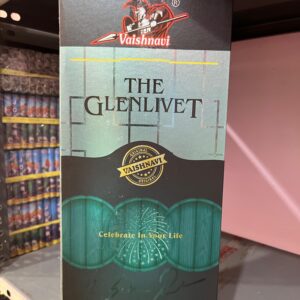 Vaishnavi
®
THE
GLENLIVET
VAISHNAVI
Celebrate In Your Life